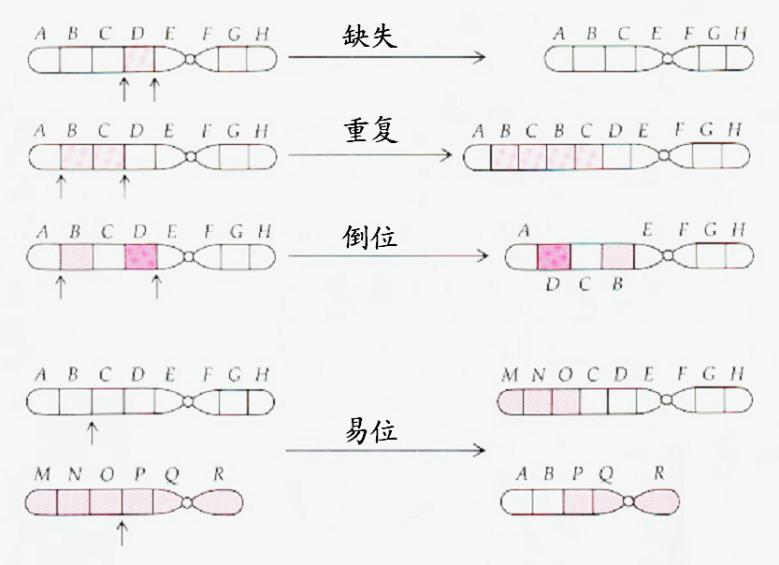 A B C D E F G H 缺失 A B C E F G H
A B C D E F G H 重复 A B C B C D E F G H
A B C D E F G H 倒位 A E F G H
D C B
A B C D E F G H M N O C D E F G H
易位
M N O P Q R A B P Q R